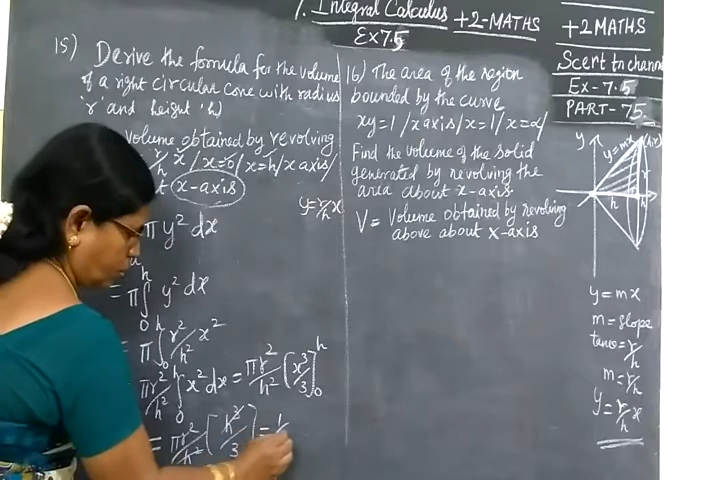 7. Integral Calculus
Ex 7.5
+2-MATHS
+2 MATHS
Scert tn channel
Ex-7.5
PART-75
15) Derive the formula for the volume
of a right circular cone with radius
'r' and height 'h'
volume obtained by revolving
r/h x / x=0 / x=h / x axis /
(x-axis)
y=r/h x
π y² dx
= π ∫₀ʰ y² dx
= π ∫₀ʰ r²/h² x²
πr²/h² ∫₀ʰ x² dx = πr²/h² [x³/3]₀ʰ
= πr²/h² [h³/3] = 1/
16) The area of the region
bounded by the curve
xy=1 / x axis / x=1 / x=∞ /
Find the volume of the solid
generated by revolving the
area about x-axis.
V = Volume obtained by revolving
above about x-axis
y
y=mx
(h,r)
r
h
y = mx
m = slope
tanθ = r/h
m = r/h
y = r/h x